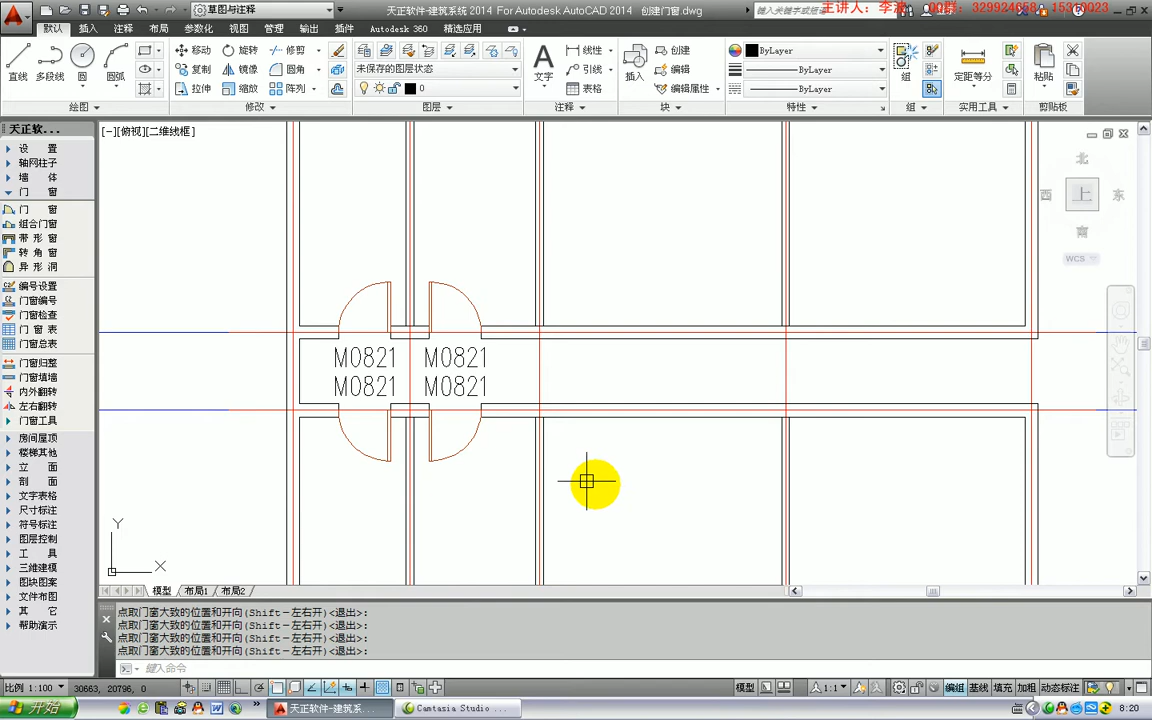 天正软件-建筑系统 2014  For Autodesk AutoCAD 2014   创建门窗.dwg
草图与注释
键入关键字或短语
主讲人：李波
默认 插入 注释 布局 参数化 视图 管理 输出 插件 Autodesk 360 精选应用
直线 多段线 圆 圆弧
移动 旋转 修剪
复制 镜像 圆角
拉伸 缩放 阵列
未保存的图层状态
0
文字
线性
引线
表格
插入
创建
编辑
编辑属性
ByLayer
ByLayer
ByLayer
组
定距等分
粘贴
绘图 修改 图层 注释 块 特性 组 实用工具 剪贴板
天正软...
[-][俯视][二维线框]
设 置
轴网柱子
墙 体
门 窗
门 窗
组合门窗
带 形 窗
转 角 窗
异 形 洞
编号设置
门窗编号
门窗检查
门 窗 表
门窗总表
门窗归整
门窗填墙
内外翻转
左右翻转
门窗工具
房间屋顶
楼梯其他
立 面
剖 面
文字表格
尺寸标注
符号标注
图层控制
工 具
三维建模
图块图案
文件布图
其 它
帮助演示
北
西 上 东
南
WCS
M0821 M0821
M0821 M0821
Y
X
模型 布局1 布局2
点取门窗大致的位置和开向(Shift－左右开)<退出>:
点取门窗大致的位置和开向(Shift－左右开)<退出>:
点取门窗大致的位置和开向(Shift－左右开)<退出>:
点取门窗大致的位置和开向(Shift－左右开)<退出>:
键入命令
比例 1:100
30663, 20796, 0
模型
1:1
编组 基线 填充 加粗 动态标注
开始
天正软件-建筑系...
Camtasia Studio ...
8:20